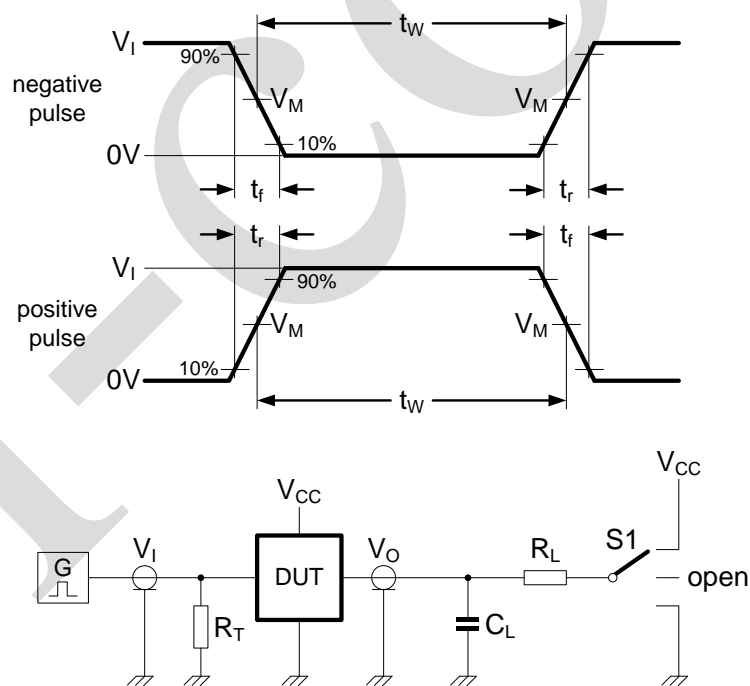 V_I
t_W
90%
negative
pulse
V_M
V_M
10%
0V
t_f
t_r
t_r
t_f
V_I
90%
positive
pulse
V_M
V_M
10%
0V
t_W
V_CC
V_CC
G
V_I
DUT
V_O
R_L
S1
open
R_T
C_L